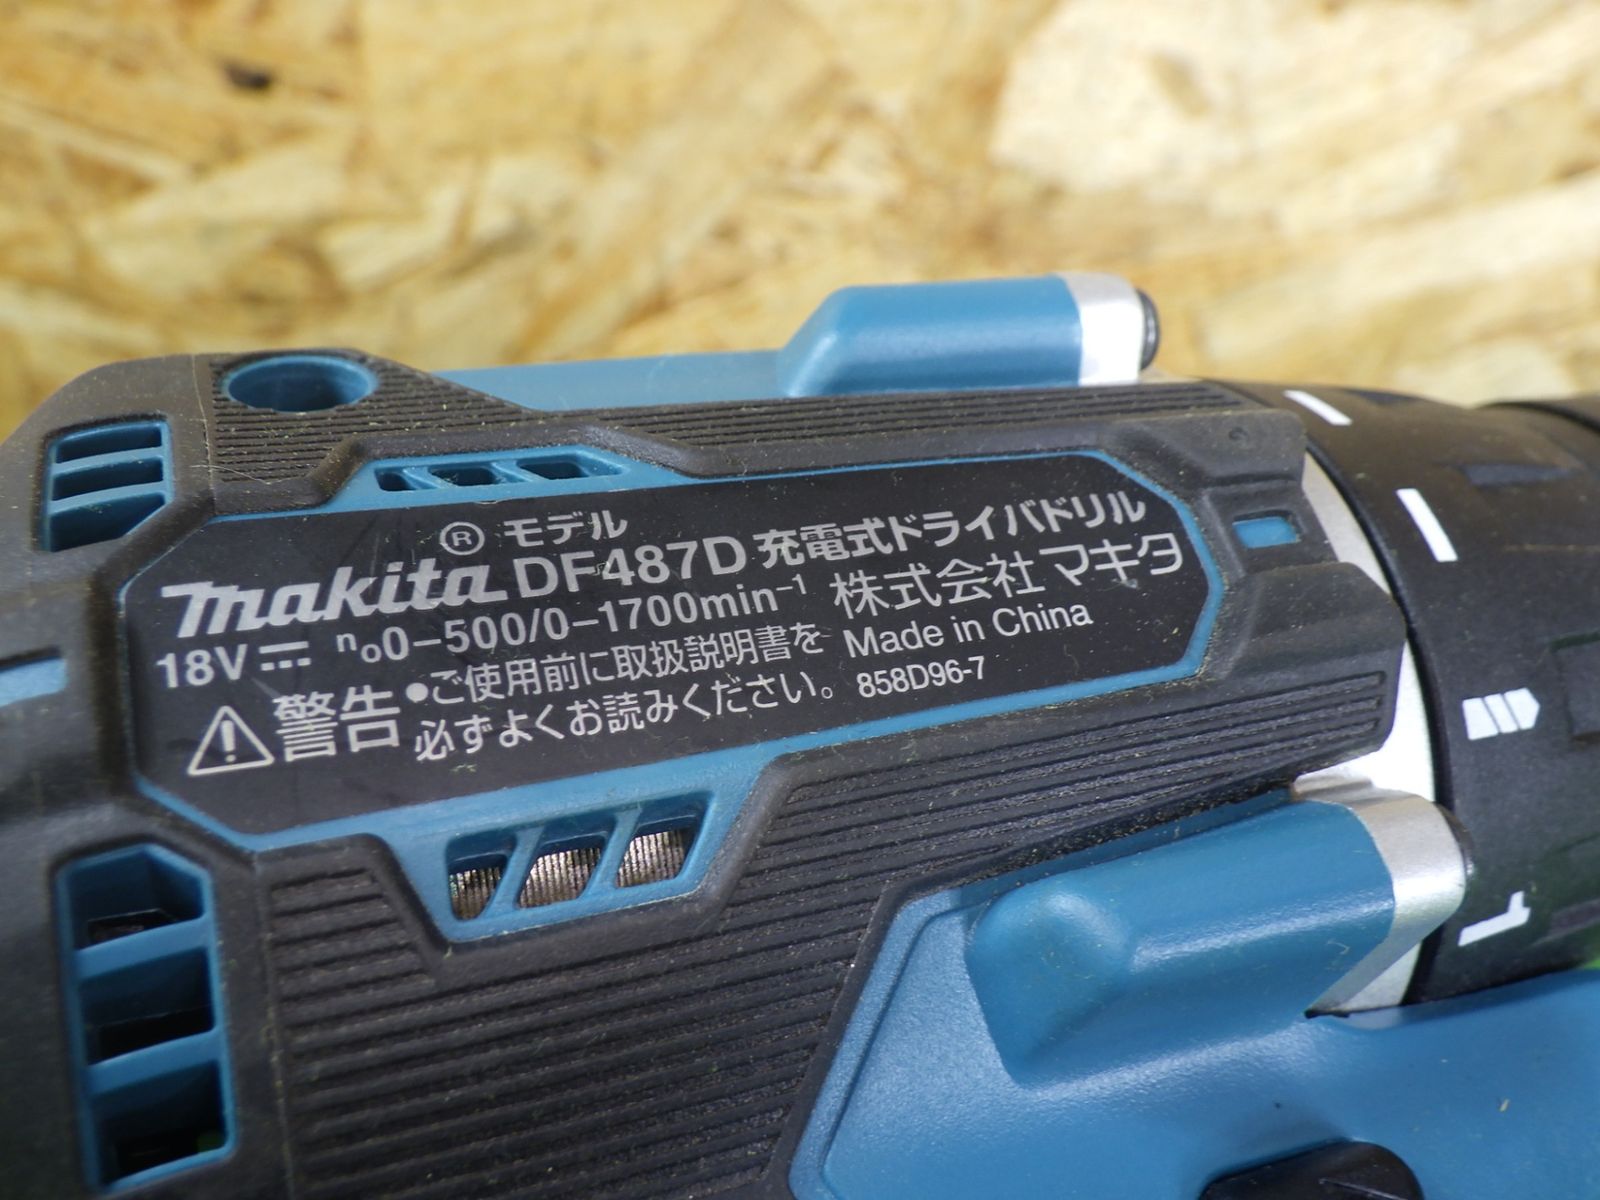 ® モデル
makita DF487D 充電式ドライバドリル
18V ⎓ n₀0-500/0-1700min⁻¹ 株式会社マキタ
警告 ●ご使用前に取扱説明書を Made in China
必ずよくお読みください。 858D96-7
1